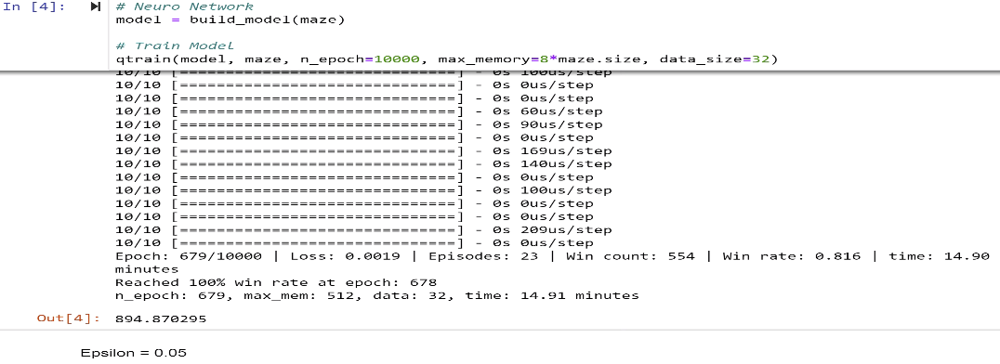 In [4]:
# Neuro Network
model = build_model(maze)
# Train Model
qtrain(model, maze, n_epoch=10000, max_memory=8*maze.size, data_size=32)
10/10 [==============================] - 0s 100us/step
10/10 [==============================] - 0s 0us/step
10/10 [==============================] - 0s 0us/step
10/10 [==============================] - 0s 60us/step
10/10 [==============================] - 0s 90us/step
10/10 [==============================] - 0s 0us/step
10/10 [==============================] - 0s 169us/step
10/10 [==============================] - 0s 140us/step
10/10 [==============================] - 0s 0us/step
10/10 [==============================] - 0s 100us/step
10/10 [==============================] - 0s 0us/step
10/10 [==============================] - 0s 0us/step
10/10 [==============================] - 0s 209us/step
10/10 [==============================] - 0s 0us/step
Epoch: 679/10000 | Loss: 0.0019 | Episodes: 23 | Win count: 554 | Win rate: 0.816 | time: 14.90
minutes
Reached 100% win rate at epoch: 678
n_epoch: 679, max_mem: 512, data: 32, time: 14.91 minutes
Out[4]: 894.870295
Epsilon = 0.05